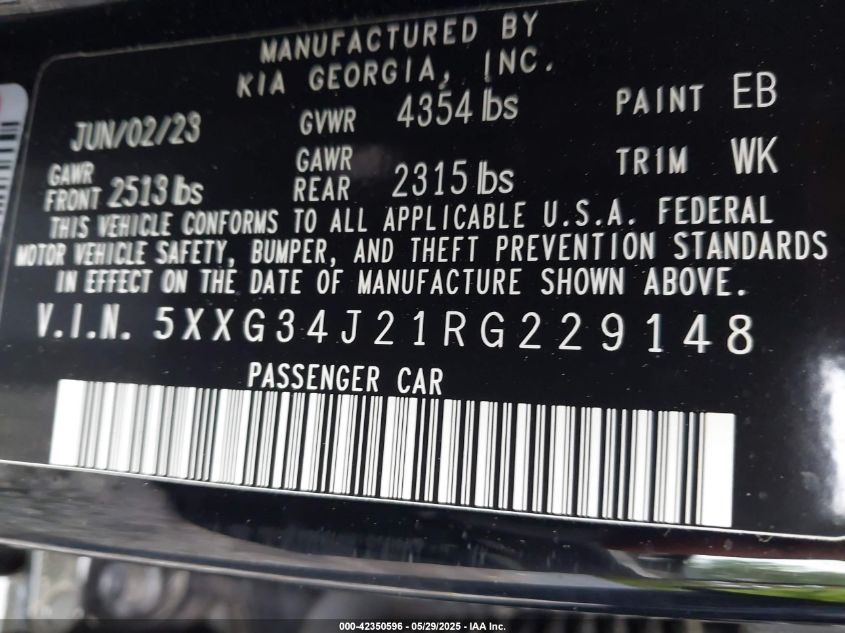 MANUFACTURED BY
KIA GEORGIA, INC.
JUN/02/23 GVWR 4354 lbs PAINT EB
GAWR FRONT 2513 lbs GAWR REAR 2315 lbs TRIM WK
THIS VEHICLE CONFORMS TO ALL APPLICABLE U.S.A. FEDERAL
MOTOR VEHICLE SAFETY, BUMPER, AND THEFT PREVENTION STANDARDS
IN EFFECT ON THE DATE OF MANUFACTURE SHOWN ABOVE.
V.I.N. 5XXG34J21RG229148
PASSENGER CAR
000-42350596 - 05/29/2025 - IAA Inc.